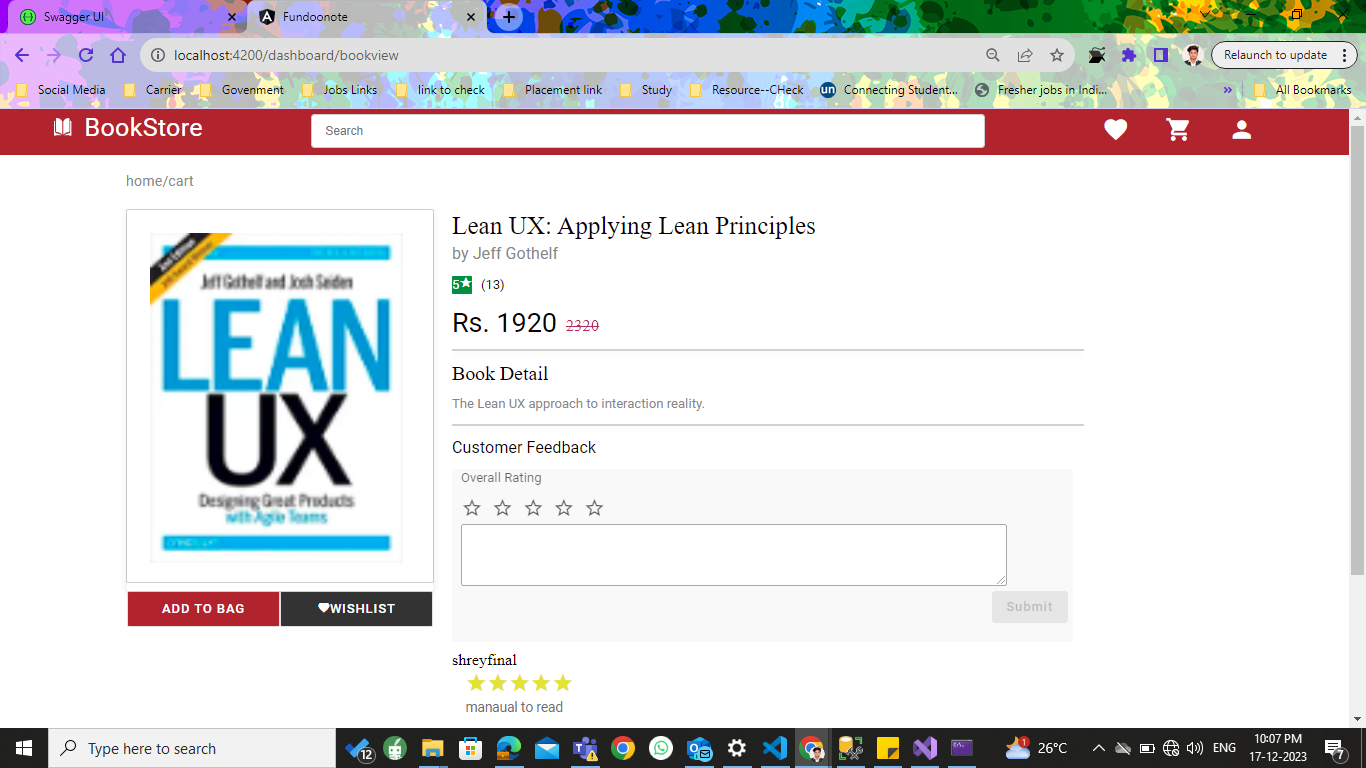 Swagger UI
Fundoonote
localhost:4200/dashboard/bookview
Relaunch to update
Social Media
Carrier
Govenment
Jobs Links
link to check
Placement link
Study
Resource--CHeck
un
Connecting Student...
Fresher jobs in Indi...
»
All Bookmarks
BookStore
Search
home/cart
2nd Edition
Jeff Gothelf and Josh Seiden
LEAN
UX
Designing Great Products
with Agile Teams
ADD TO BAG
WISHLIST
Lean UX: Applying Lean Principles
by Jeff Gothelf
5★ (13)
Rs. 1920 2320
Book Detail
The Lean UX approach to interaction reality.
Customer Feedback
Overall Rating
Submit
shreyfinal
manaual to read
Type here to search
12
1
26°C
ENG
10:07 PM
17-12-2023
7